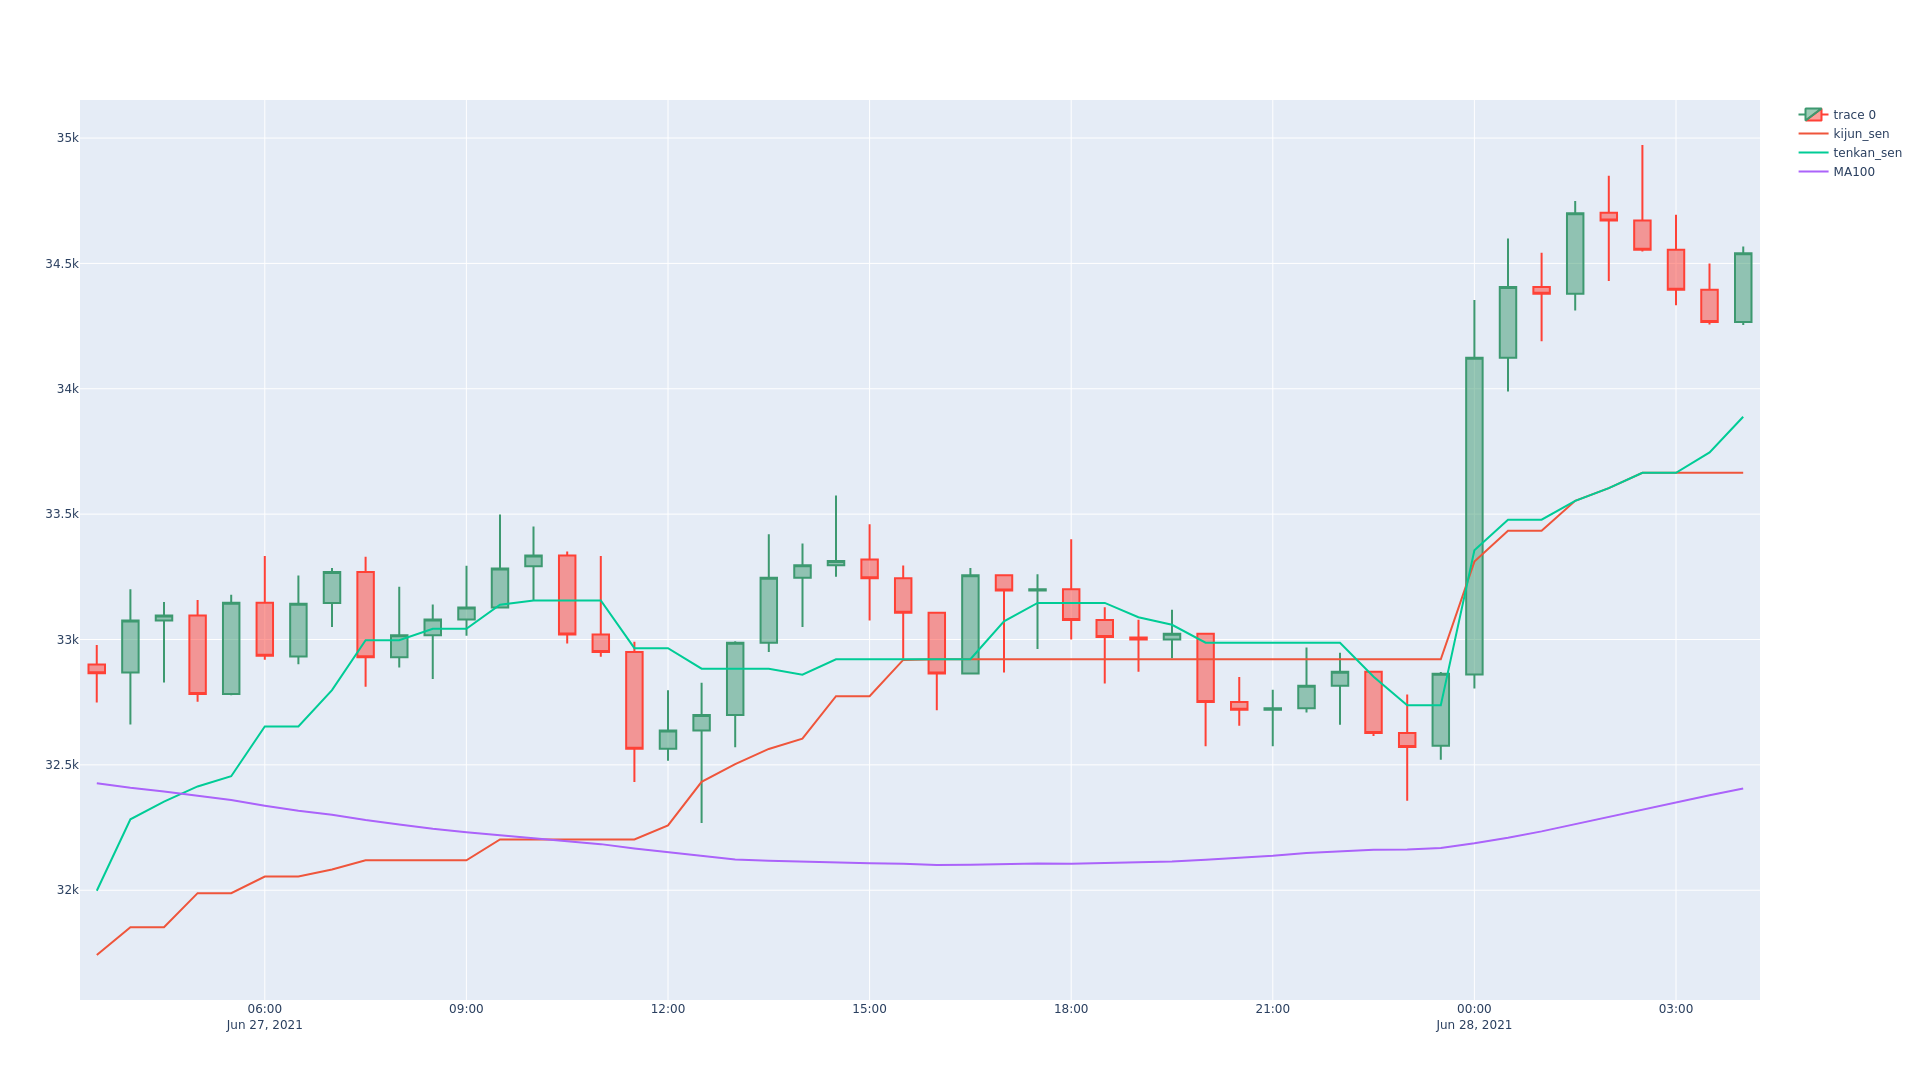 35k
34.5k
34k
33.5k
33k
32.5k
32k
06:00
Jun 27, 2021
09:00
12:00
15:00
18:00
21:00
00:00
Jun 28, 2021
03:00
trace 0
kijun_sen
tenkan_sen
MA100